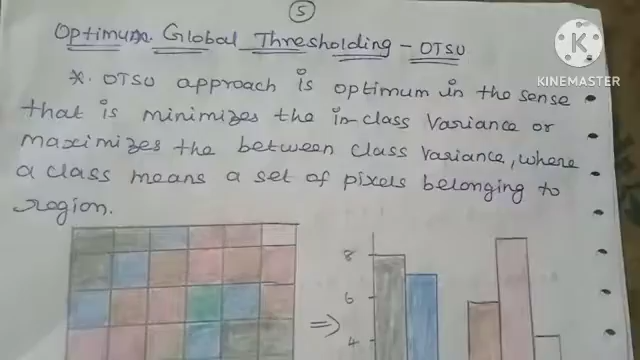 5
Optimum Global Thresholding - OTSU
KINEMASTER
*. OTSU approach is optimum in the sense
that is minimizes the in-class variance or
maximizes the between class variance, where
a class means a set of pixels belonging to
region.
8
6
4